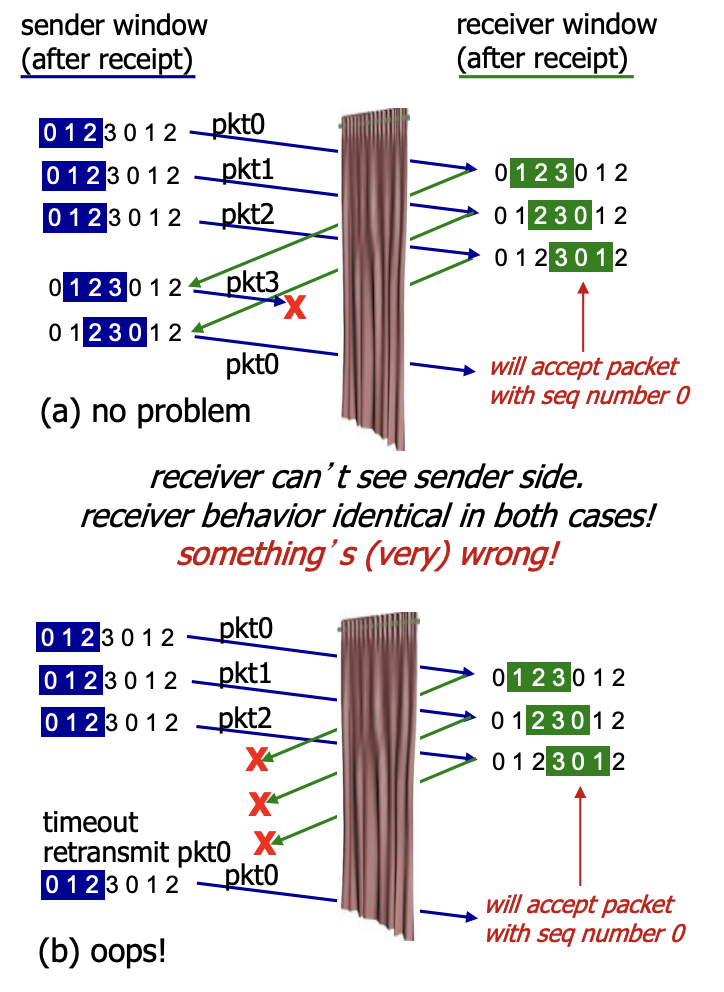 sender window
(after receipt)
receiver window
(after receipt)
0 1 2 3 0 1 2
pkt0
0 1 2 3 0 1 2
pkt1
0 1 2 3 0 1 2
0 1 2 3 0 1 2
pkt2
0 1 2 3 0 1 2
0 1 2 3 0 1 2
0 1 2 3 0 1 2
pkt3
X
0 1 2 3 0 1 2
pkt0
will accept packet
with seq number 0
(a) no problem
receiver can't see sender side.
receiver behavior identical in both cases!
something's (very) wrong!
0 1 2 3 0 1 2
pkt0
0 1 2 3 0 1 2
pkt1
0 1 2 3 0 1 2
0 1 2 3 0 1 2
pkt2
0 1 2 3 0 1 2
X
0 1 2 3 0 1 2
X
X
timeout
retransmit pkt0
0 1 2 3 0 1 2
pkt0
will accept packet
with seq number 0
(b) oops!